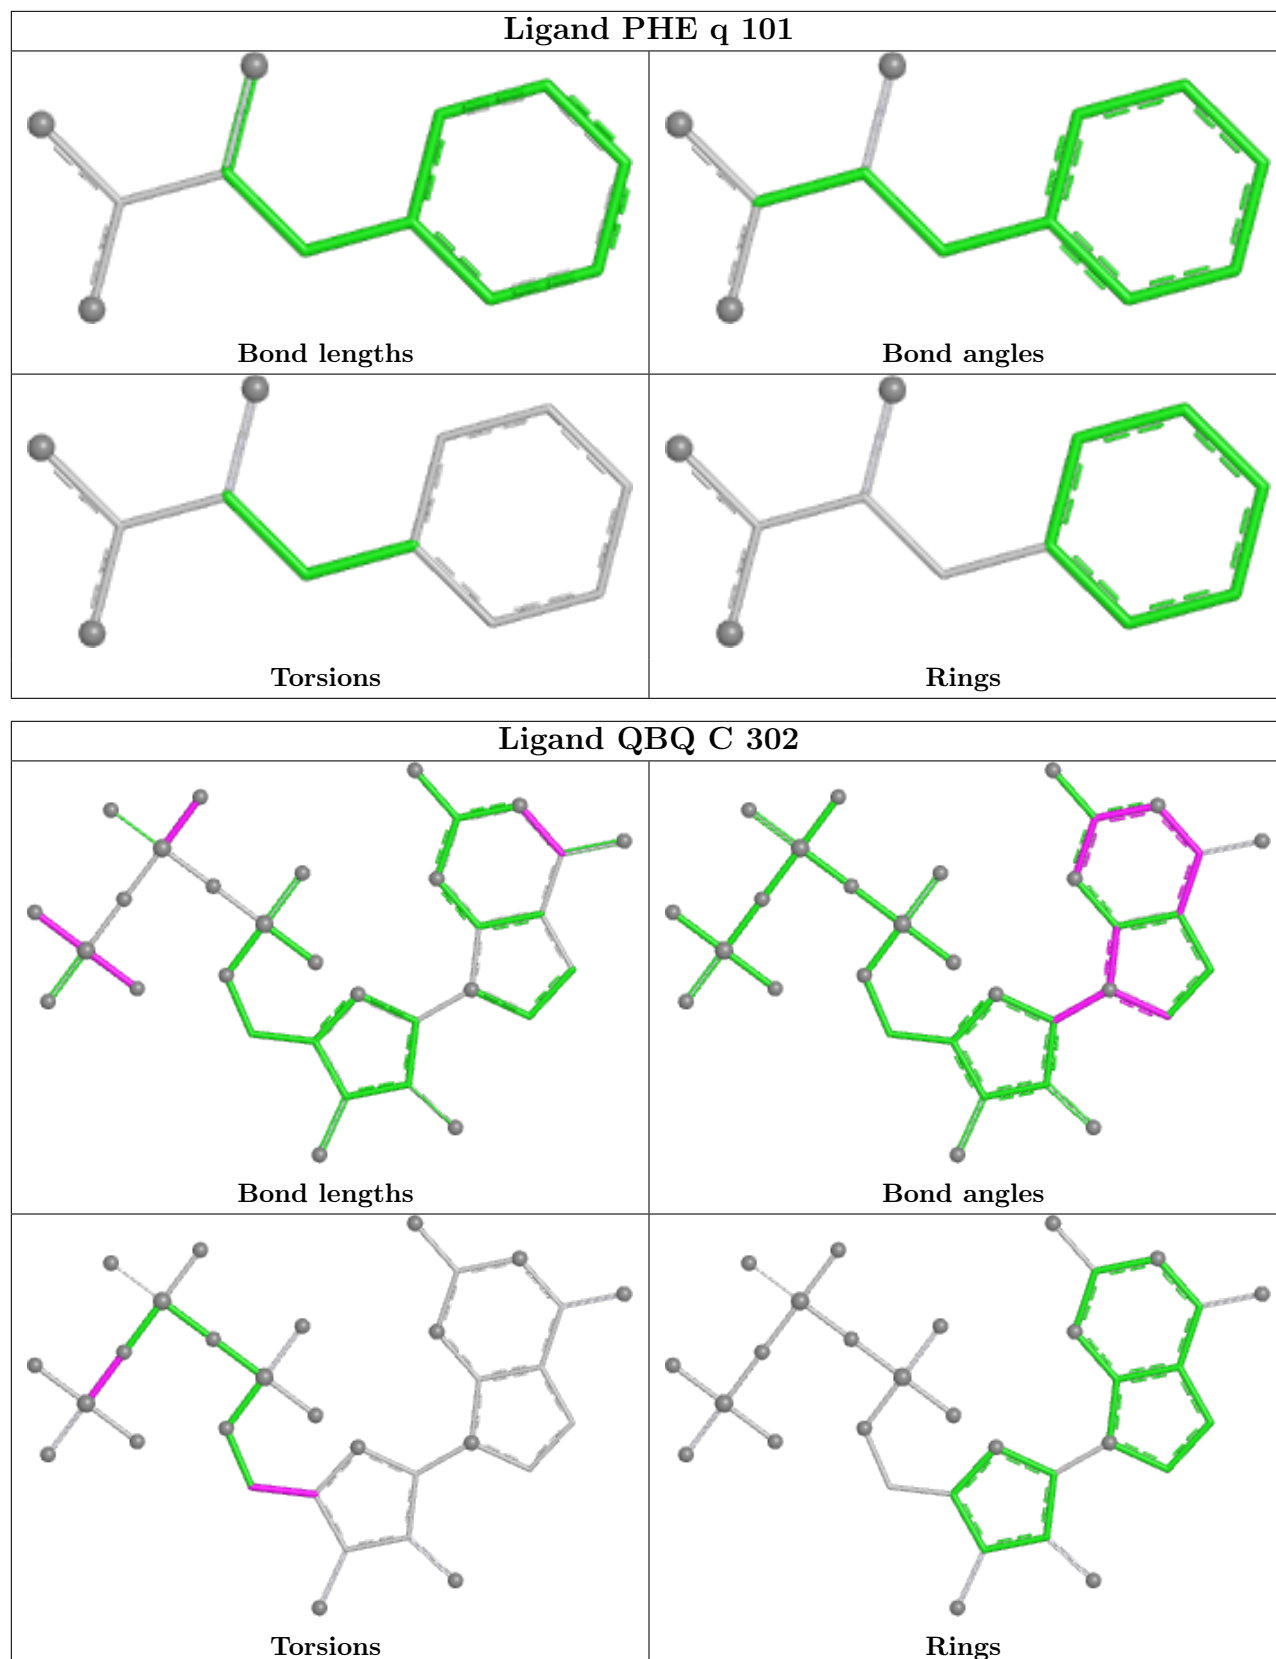 Ligand PHE q 101
Bond lengths
Bond angles
Torsions
Rings
Ligand QBQ C 302
Bond lengths
Bond angles
Torsions
Rings